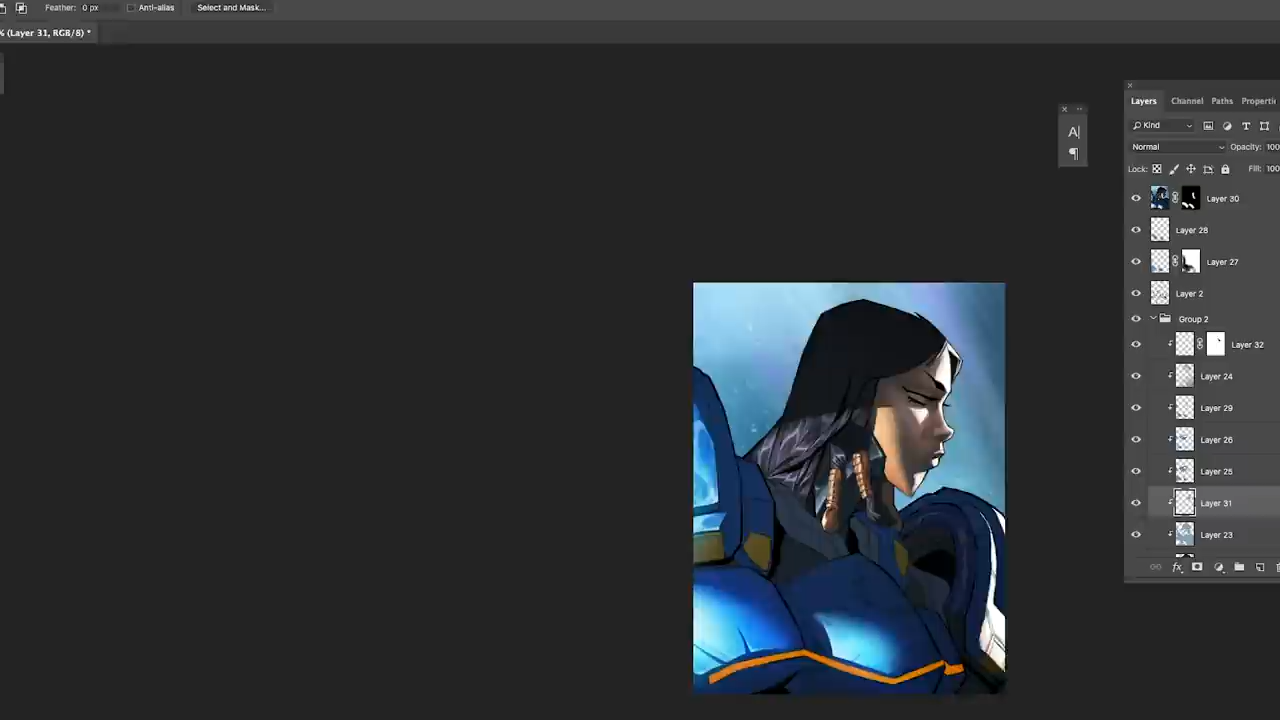 Feather: 0 px Anti-alias Select and Mask...
% (Layer 31, RGB/8) *
Layers Channel Paths Properti
A|
¶
Kind
Normal Opacity: 100
Lock: Fill: 100
Layer 30
Layer 28
Layer 27
Layer 2
Group 2
Layer 32
Layer 24
Layer 29
Layer 26
Layer 25
Layer 31
Layer 23
fx